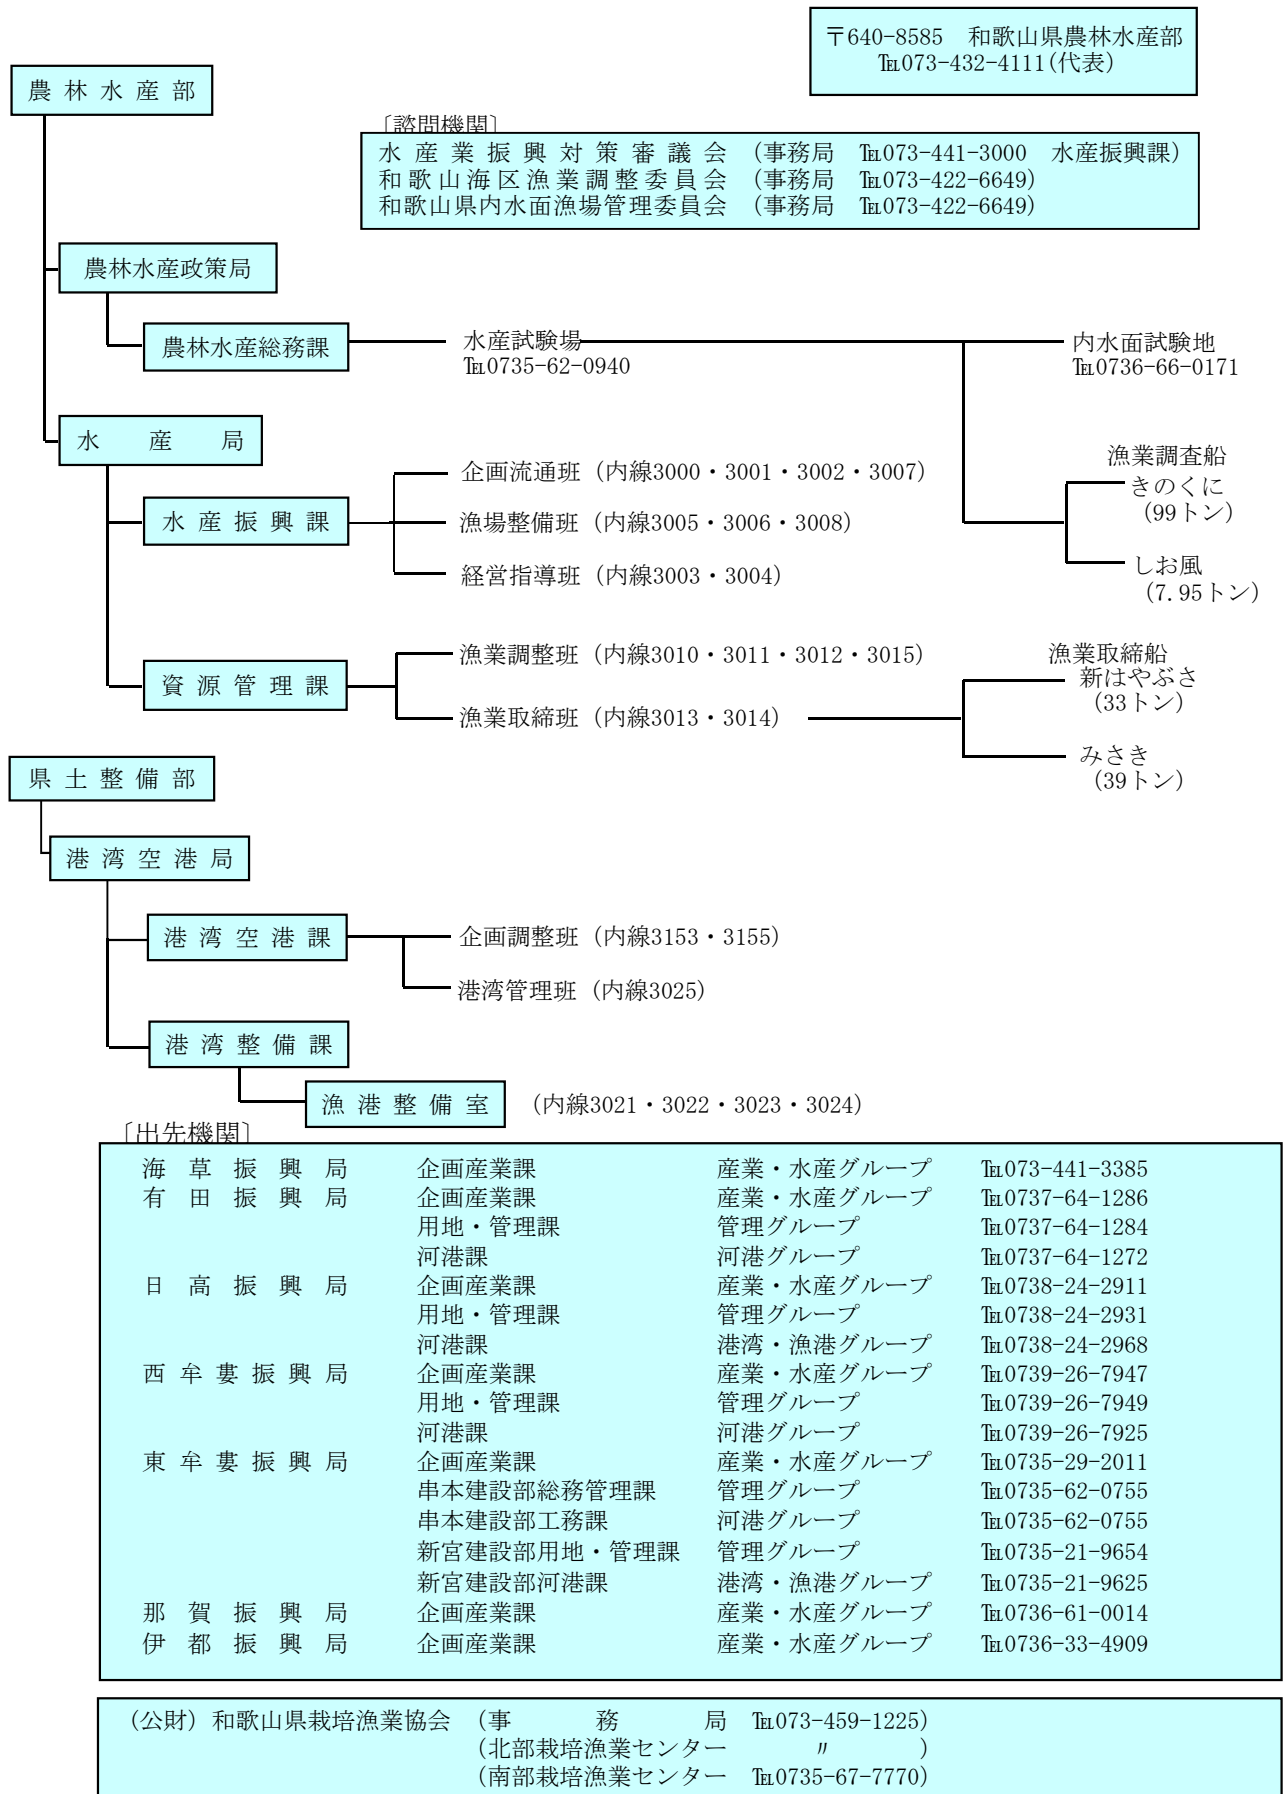 〒640-8585　和歌山県農林水産部
℡073-432-4111(代表)
農林水産部
〔諮問機関〕
水産業振興対策審議会　(事務局　℡073-441-3000　水産振興課)
和歌山海区漁業調整委員会　(事務局　℡073-422-6649)
和歌山県内水面漁場管理委員会　(事務局　℡073-422-6649)
農林水産政策局
農林水産総務課
水産試験場
℡0735-62-0940
内水面試験地
℡0736-66-0171
漁業調査船
きのくに
(99トン)
しお風
(7.95トン)
水産局
水産振興課
企画流通班 (内線3000・3001・3002・3007)
漁場整備班 (内線3005・3006・3008)
経営指導班 (内線3003・3004)
資源管理課
漁業調整班 (内線3010・3011・3012・3015)
漁業取締班 (内線3013・3014)
漁業取締船
新はやぶさ
(33トン)
みさき
(39トン)
県土整備部
港湾空港局
港湾空港課
企画調整班 (内線3153・3155)
港湾管理班 (内線3025)
港湾整備課
漁港整備室　(内線3021・3022・3023・3024)
〔出先機関〕
海草振興局　企画産業課　産業・水産グループ　℡073-441-3385
有田振興局　企画産業課　産業・水産グループ　℡0737-64-1286
用地・管理課　管理グループ　℡0737-64-1284
河港課　河港グループ　℡0737-64-1272
日高振興局　企画産業課　産業・水産グループ　℡0738-24-2911
用地・管理課　管理グループ　℡0738-24-2931
河港課　港湾・漁港グループ　℡0738-24-2968
西牟婁振興局　企画産業課　産業・水産グループ　℡0739-26-7947
用地・管理課　管理グループ　℡0739-26-7949
河港課　河港グループ　℡0739-26-7925
東牟婁振興局　企画産業課　産業・水産グループ　℡0735-29-2011
串本建設部総務管理課　管理グループ　℡0735-62-0755
串本建設部工務課　河港グループ　℡0735-62-0755
新宮建設部用地・管理課　管理グループ　℡0735-21-9654
新宮建設部河港課　港湾・漁港グループ　℡0735-21-9625
那賀振興局　企画産業課　産業・水産グループ　℡0736-61-0014
伊都振興局　企画産業課　産業・水産グループ　℡0736-33-4909
(公財) 和歌山県栽培漁業協会　(事務局　℡073-459-1225)
(北部栽培漁業センター　〃　)
(南部栽培漁業センター　℡0735-67-7770)